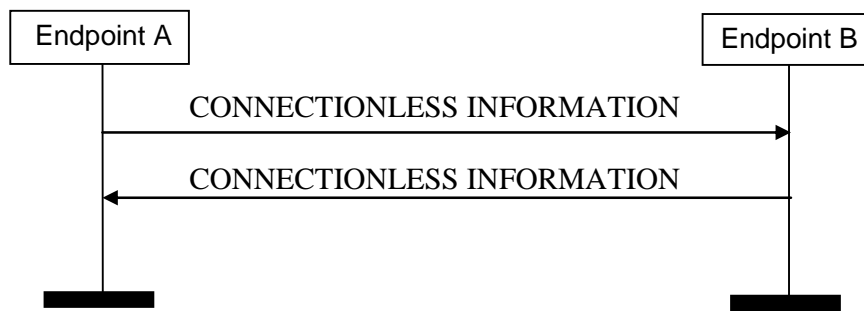 Endpoint A
Endpoint B
CONNECTIONLESS INFORMATION
CONNECTIONLESS INFORMATION